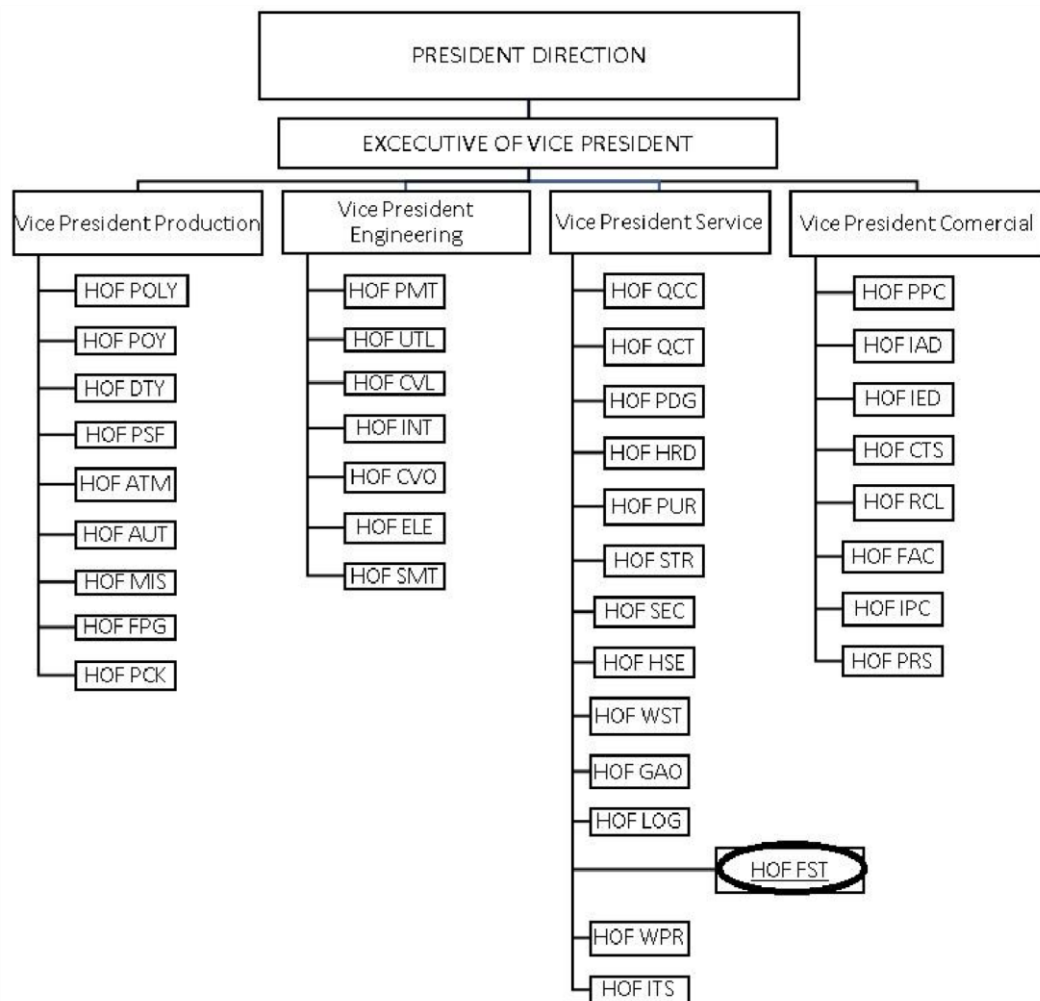 PRESIDENT DIRECTION
EXCECUTIVE OF VICE PRESIDENT
Vice President Production
HOF POLY
HOF POY
HOF DTY
HOF PSF
HOF ATM
HOF AUT
HOF MIS
HOF FPG
HOF PCK
Vice President
Engineering
HOF PMT
HOF UTL
HOF CVL
HOF INT
HOF CVO
HOF ELE
HOF SMT
Vice President Service
HOF QCC
HOF QCT
HOF PDG
HOF HRD
HOF PUR
HOF STR
HOF SEC
HOF HSE
HOF WST
HOF GAO
HOF LOG
HOF FST
HOF WPR
HOF ITS
Vice President Comercial
HOF PPC
HOF IAD
HOF IED
HOF CTS
HOF RCL
HOF FAC
HOF IPC
HOF PRS